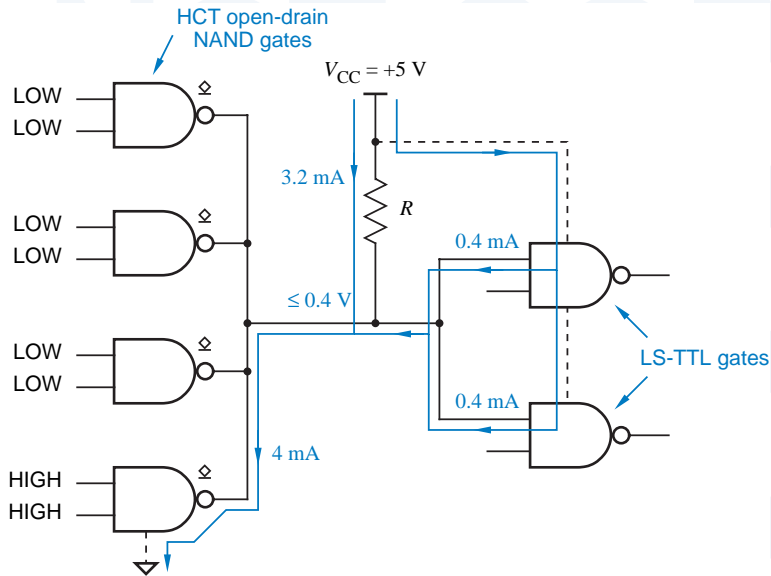 HCT open-drain
NAND gates
V_CC = +5 V
LOW
LOW
3.2 mA
R
LOW
LOW
0.4 mA
≤ 0.4 V
LOW
LOW
LS-TTL gates
0.4 mA
4 mA
HIGH
HIGH